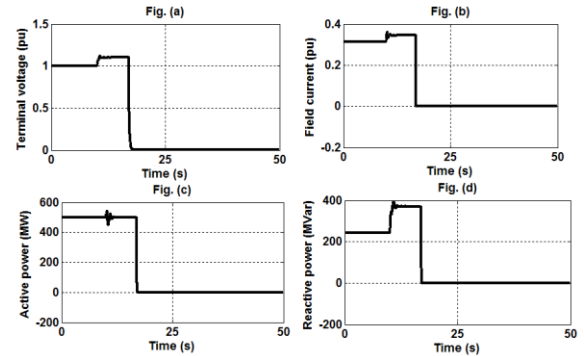 Fig. (a)
Terminal voltage (pu)
1.5
1
0.5
0
0
25
50
Time (s)
Fig. (b)
Field current (pu)
0.4
0.2
0
-0.2
0
25
50
Time (s)
Fig. (c)
Active power (MW)
600
400
200
0
-200
0
25
50
Time (s)
Fig. (d)
Reactive power (MVar)
400
200
0
-200
0
25
50
Time (s)